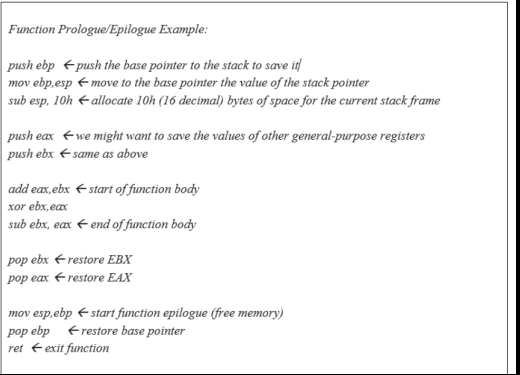 Function Prologue/Epilogue Example:
push ebp ← push the base pointer to the stack to save it
mov ebp,esp ← move to the base pointer the value of the stack pointer
sub esp, 10h ← allocate 10h (16 decimal) bytes of space for the current stack frame
push eax ← we might want to save the values of other general-purpose registers
push ebx ← same as above
add eax,ebx ← start of function body
xor ebx,eax
sub ebx, eax ← end of function body
pop ebx ← restore EBX
pop eax ← restore EAX
mov esp,ebp ← start function epilogue (free memory)
pop ebp ← restore base pointer
ret ← exit function